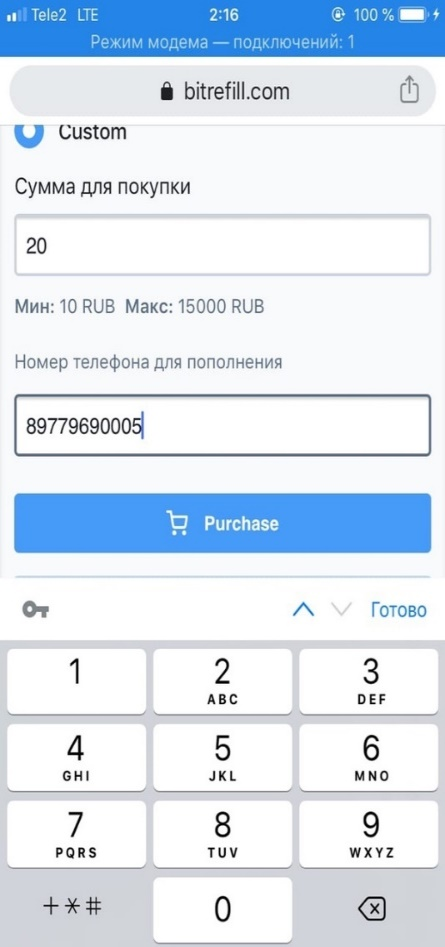 Tele2 LTE 2:16 100 %
Режим модема — подключений: 1
bitrefill.com
Custom
Сумма для покупки
20
Мин: 10 RUB Макс: 15000 RUB
Номер телефона для пополнения
89779690005
Purchase
Готово
1 2 3
ABC DEF
4 5 6
GHI JKL MNO
7 8 9
PQRS TUV WXYZ
+*# 0